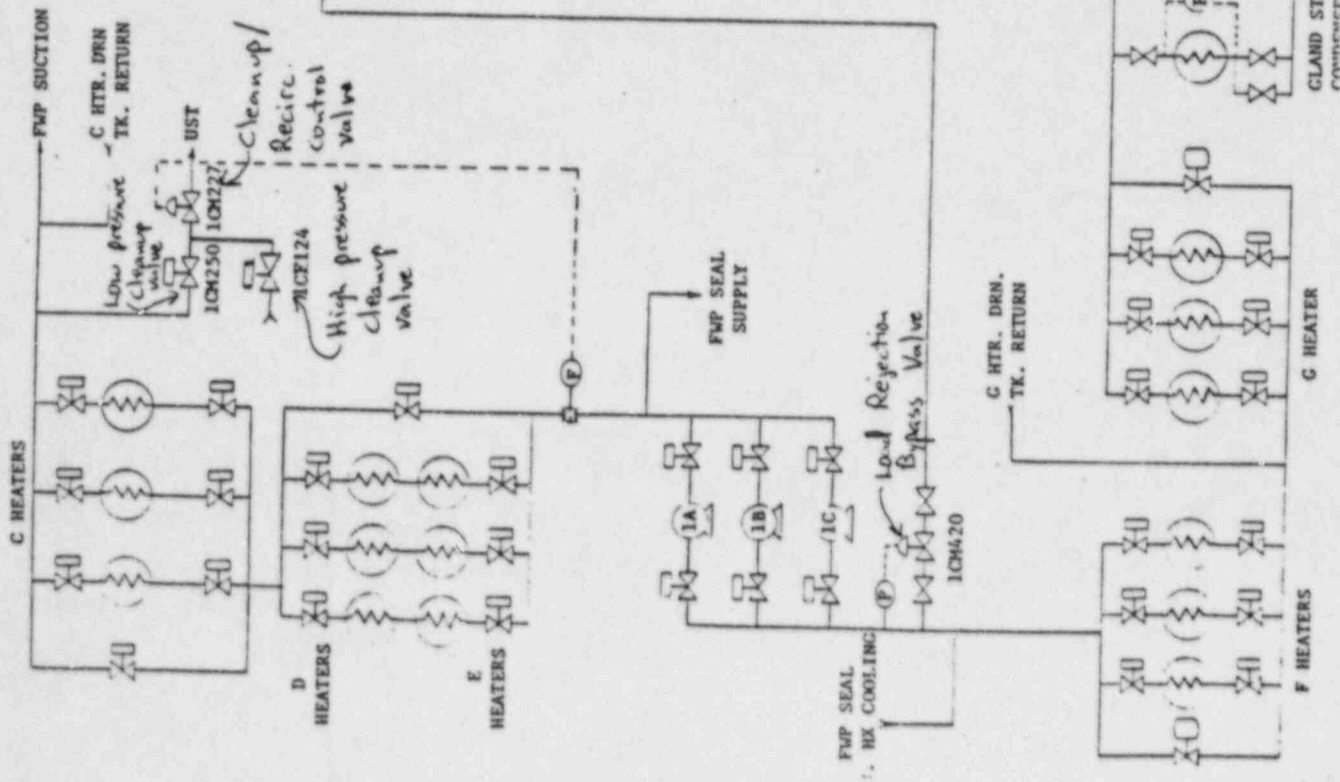 FWP SUCTION
C HTR. DRN
TK. RETURN
UST
Cleanup/
Recirc.
control
valve
Low pressure
cleanup
valve
1CM250
1CM227
1CF124
High pressure
cleanup
valve
C HEATERS
F
FWP SEAL
SUPPLY
D
HEATERS
E
HEATERS
1A
1B
1C
Load Rejection
Bypass Valve
P
1CM420
FWP SEAL
HX COOLING
G HTR. DRN.
TK. RETURN
G HEATER
F HEATERS
GLAND